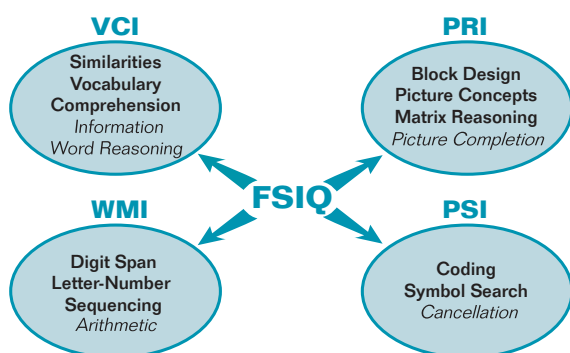 VCI
Similarities
Vocabulary
Comprehension
Information
Word Reasoning
PRI
Block Design
Picture Concepts
Matrix Reasoning
Picture Completion
FSIQ
WMI
Digit Span
Letter-Number
Sequencing
Arithmetic
PSI
Coding
Symbol Search
Cancellation